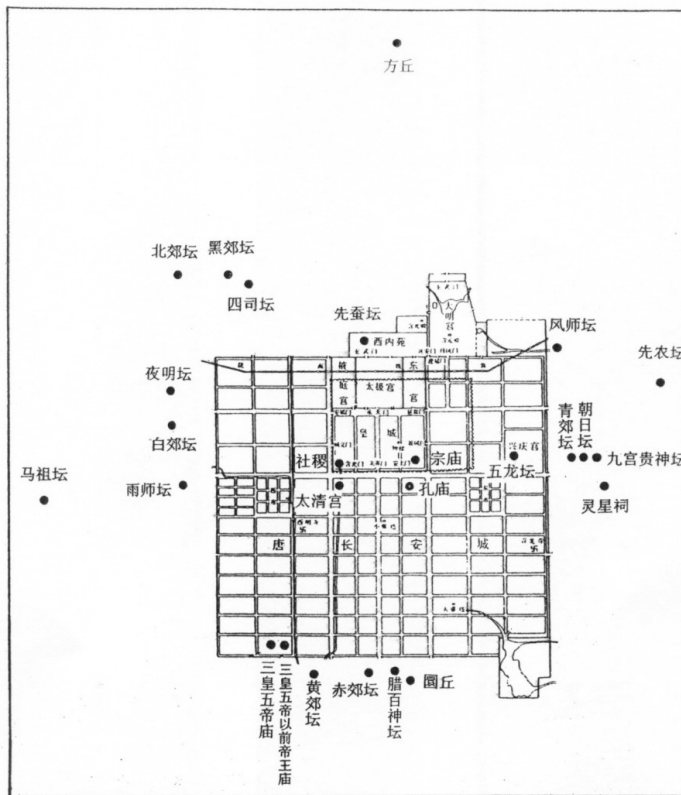 方丘
北郊坛
黑郊坛
四司坛
先蚕坛
大明宫
西内苑
风师坛
先农坛
夜明坛
掖庭宫
太极宫
东宫
青郊坛
朝日坛
白郊坛
皇城
兴庆宫
社稷
宗庙
五龙坛
九宫贵神坛
马祖坛
雨师坛
太清宫
孔庙
灵星祠
唐长安城
三皇五帝庙
三皇五帝以前帝王庙
黄郊坛
赤郊坛
腊百神坛
圜丘